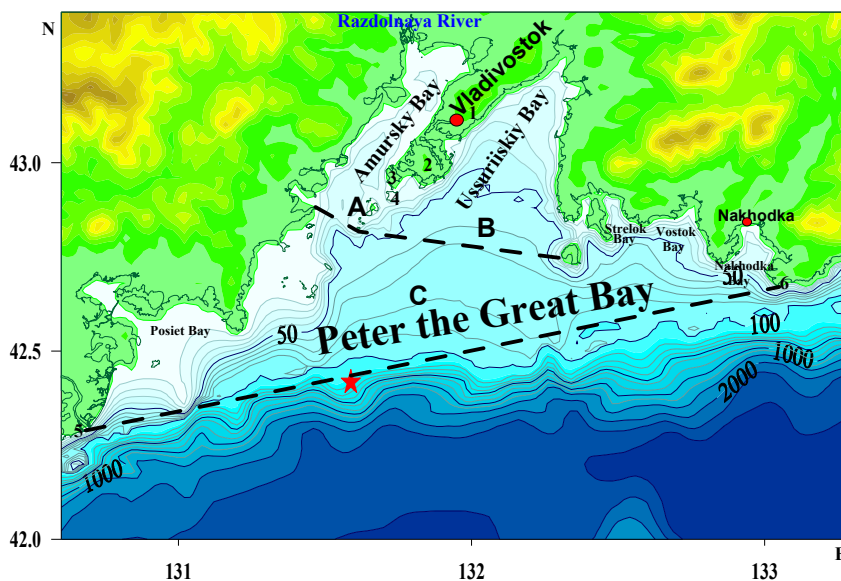 Razdolnaya River
N
Vladivostok
1
Amursky Bay
Ussuriiskiy Bay
43.0
2
3
4
A
B
Nakhodka
Strelok
Bay
Vostok
Bay
Nakhodka
Bay
50
6
C
Peter the Great Bay
Posiet Bay
50
100
42.5
1000
2000
5
1000
42.0
E
131
132
133